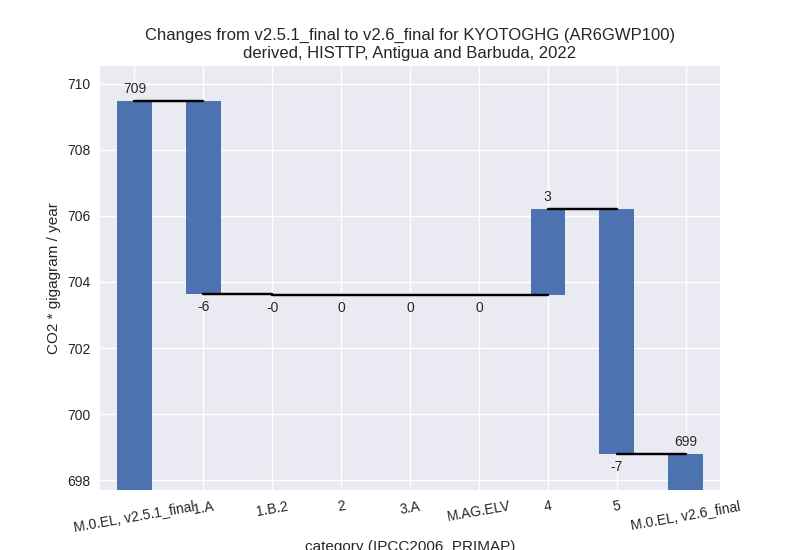 Changes from v2.5.1_final to v2.6_final for KYOTOGHG (AR6GWP100)
derived, HISTTP, Antigua and Barbuda, 2022
CO2 * gigagram / year
710
708
706
704
702
700
698
709
-6
-0
0
0
0
3
-7
699
M.0.EL, v2.5.1_final
1.A
1.B.2
2
3.A
M.AG.ELV
4
5
M.0.EL, v2.6_final
category (IPCC2006_PRIMAP)